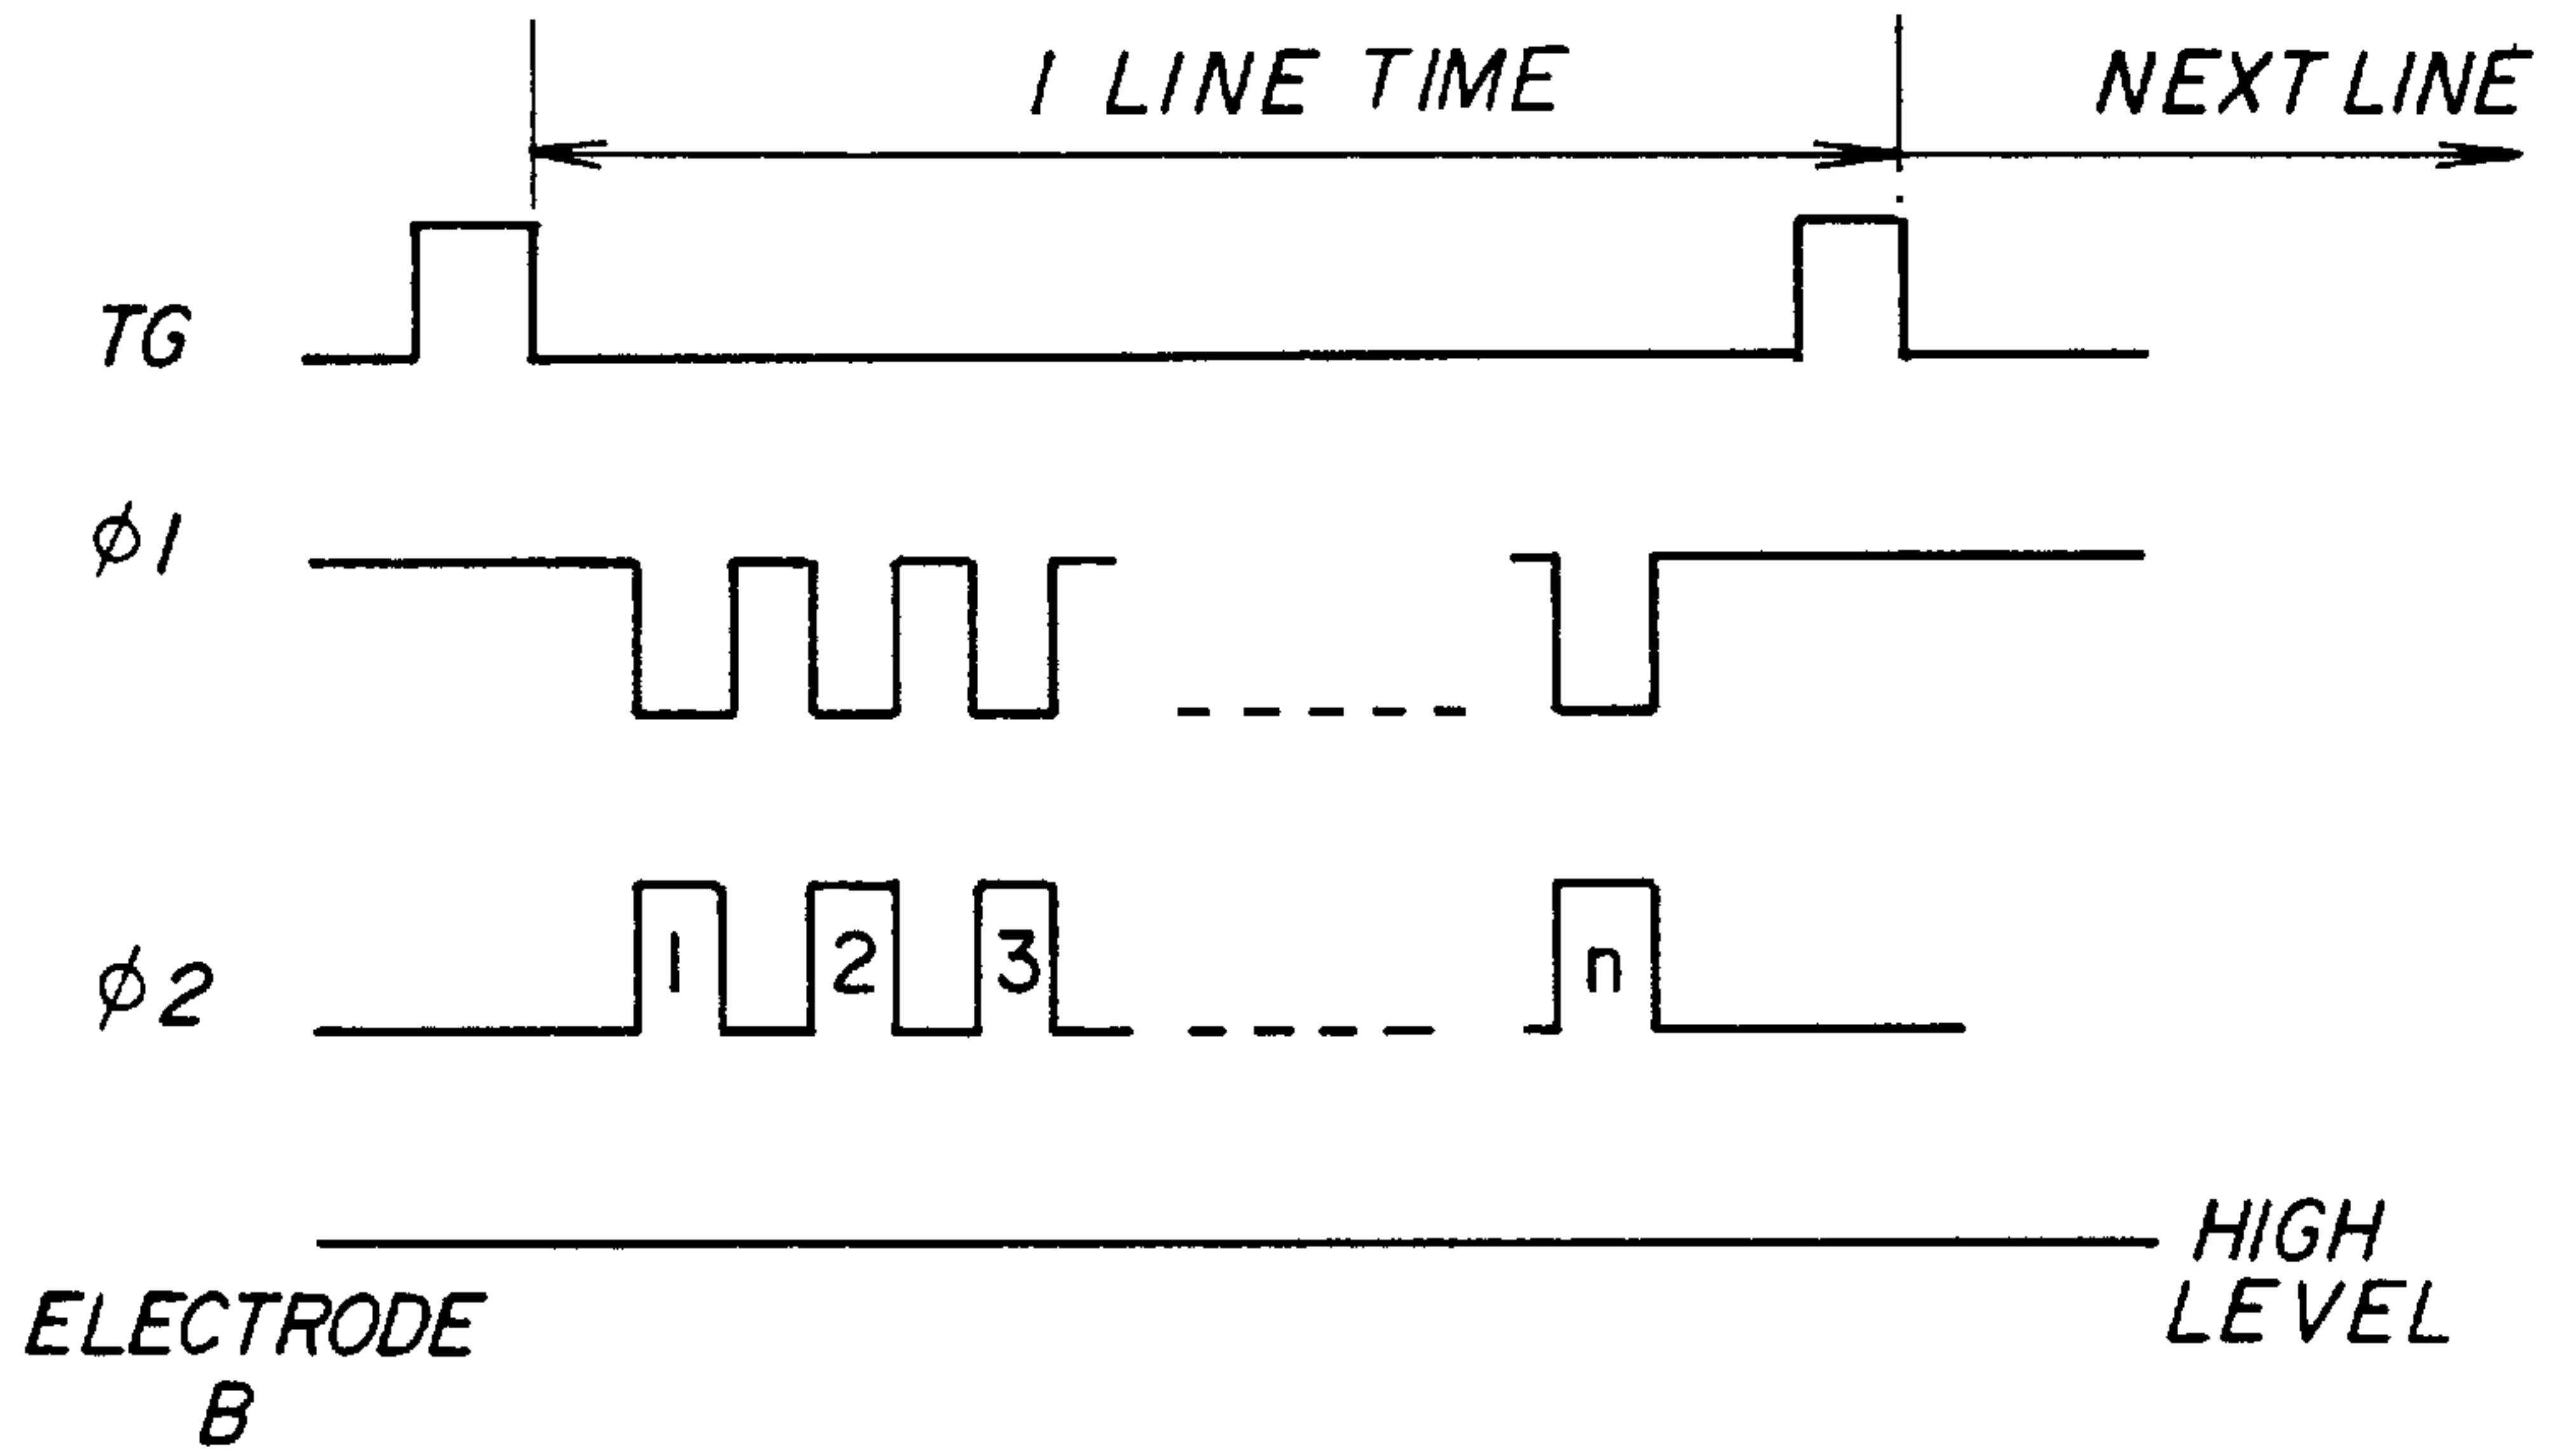 1 LINE TIME
NEXT LINE
TG
φ1
φ2
1 2 3 n
HIGH
LEVEL
ELECTRODE
B